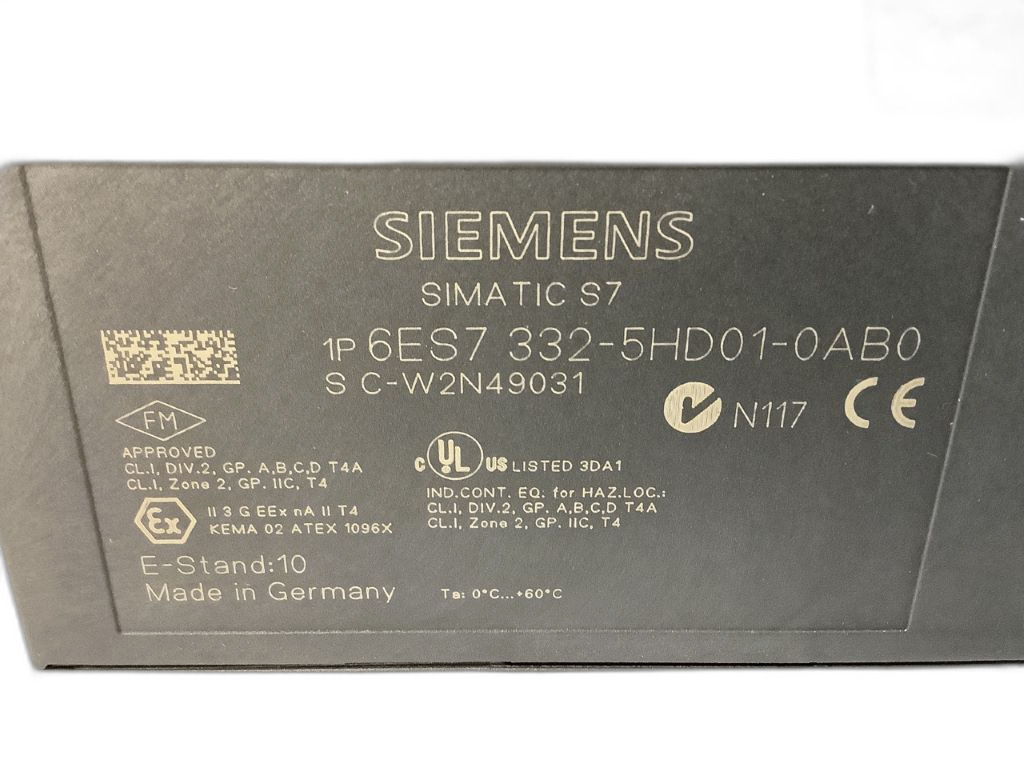 SIEMENS
SIMATIC S7
1P 6ES7 332-5HD01-0AB0
S C-W2N49031
N117 CE
FM
APPROVED
CL.I, DIV.2, GP. A,B,C,D T4A
CL.I, Zone 2, GP. IIC, T4
c UL US LISTED 3DA1
IND.CONT. EQ. for HAZ.LOC.:
CL.I, DIV.2, GP. A,B,C,D T4A
CL.I, Zone 2, GP. IIC, T4
Ex II 3 G EEx nA II T4
KEMA 02 ATEX 1096X
E-Stand:10
Made in Germany
Ta: 0°C...+60°C